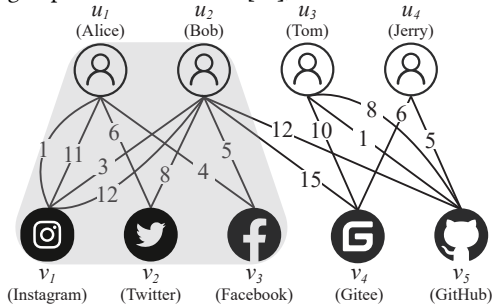 u₁ u₂ u₃ u₄
(Alice) (Bob) (Tom) (Jerry)
1 11 6 3 12 8 4 5 12 15 10 1 8 6 5
v₁ v₂ v₃ v₄ v₅
(Instagram) (Twitter) (Facebook) (Gitee) (GitHub)